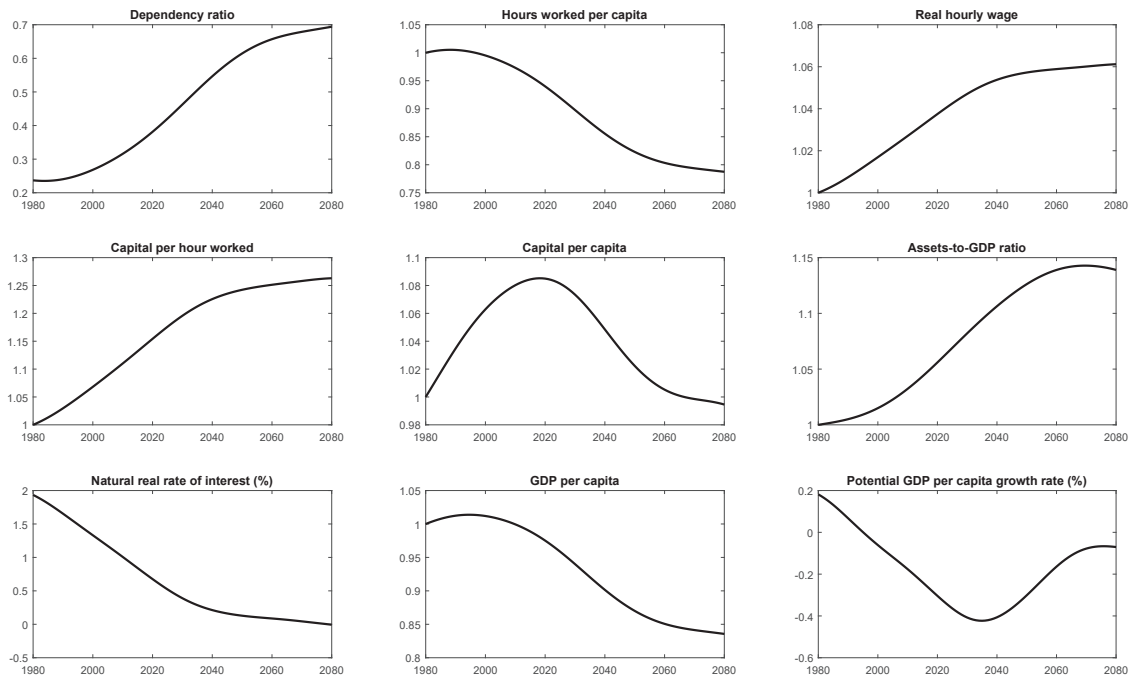 Dependency ratio
0.7
0.6
0.5
0.4
0.3
0.2
1980 2000 2020 2040 2060 2080
Hours worked per capita
1.05
1
0.95
0.9
0.85
0.8
0.75
1980 2000 2020 2040 2060 2080
Real hourly wage
1.08
1.06
1.04
1.02
1
1980 2000 2020 2040 2060 2080
Capital per hour worked
1.3
1.25
1.2
1.15
1.1
1.05
1
1980 2000 2020 2040 2060 2080
Capital per capita
1.1
1.08
1.06
1.04
1.02
1
0.98
1980 2000 2020 2040 2060 2080
Assets-to-GDP ratio
1.15
1.1
1.05
1
1980 2000 2020 2040 2060 2080
Natural real rate of interest (%)
2
1.5
1
0.5
0
-0.5
1980 2000 2020 2040 2060 2080
GDP per capita
1.05
1
0.95
0.9
0.85
0.8
1980 2000 2020 2040 2060 2080
Potential GDP per capita growth rate (%)
0.2
0
-0.2
-0.4
-0.6
1980 2000 2020 2040 2060 2080